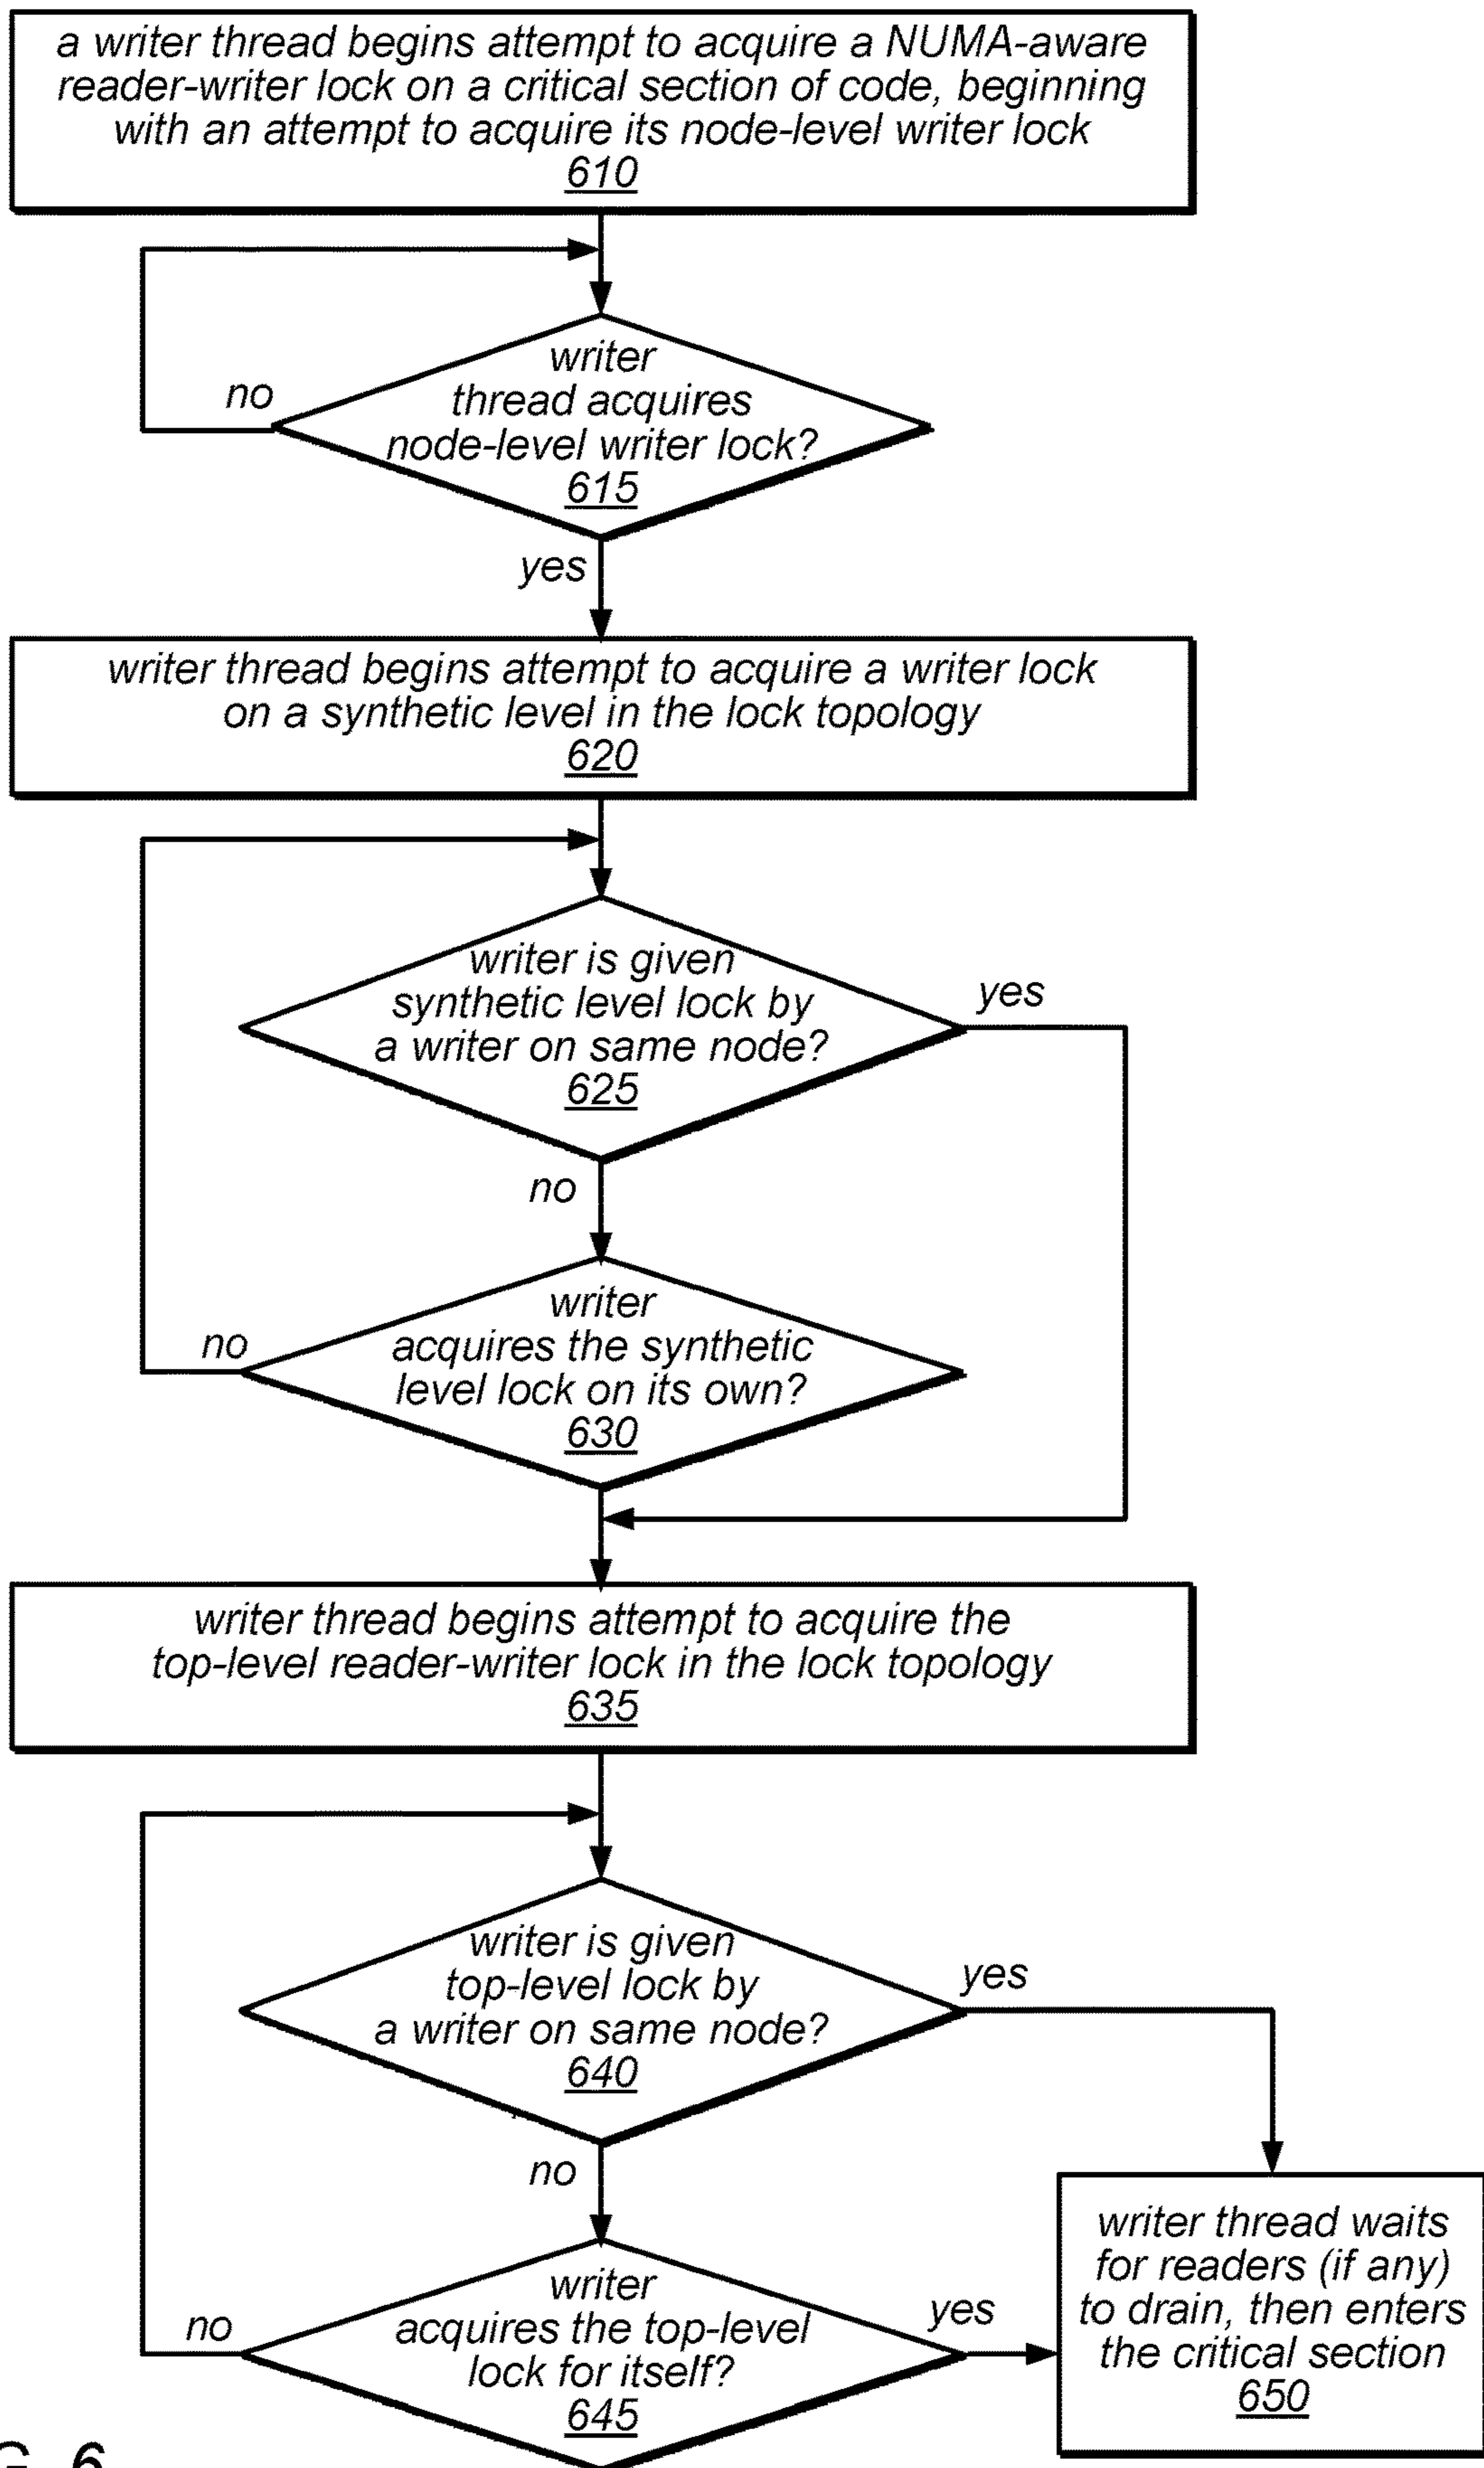 a writer thread begins attempt to acquire a NUMA-aware
reader-writer lock on a critical section of code, beginning
with an attempt to acquire its node-level writer lock
610
writer
thread acquires
node-level writer lock?
615
no
yes
writer thread begins attempt to acquire a writer lock
on a synthetic level in the lock topology
620
writer is given
synthetic level lock by
a writer on same node?
625
yes
no
writer
acquires the synthetic
level lock on its own?
630
no
writer thread begins attempt to acquire the
top-level reader-writer lock in the lock topology
635
writer is given
top-level lock by
a writer on same node?
640
yes
no
writer
acquires the top-level
lock for itself?
645
no
yes
writer thread waits
for readers (if any)
to drain, then enters
the critical section
650
G. 6